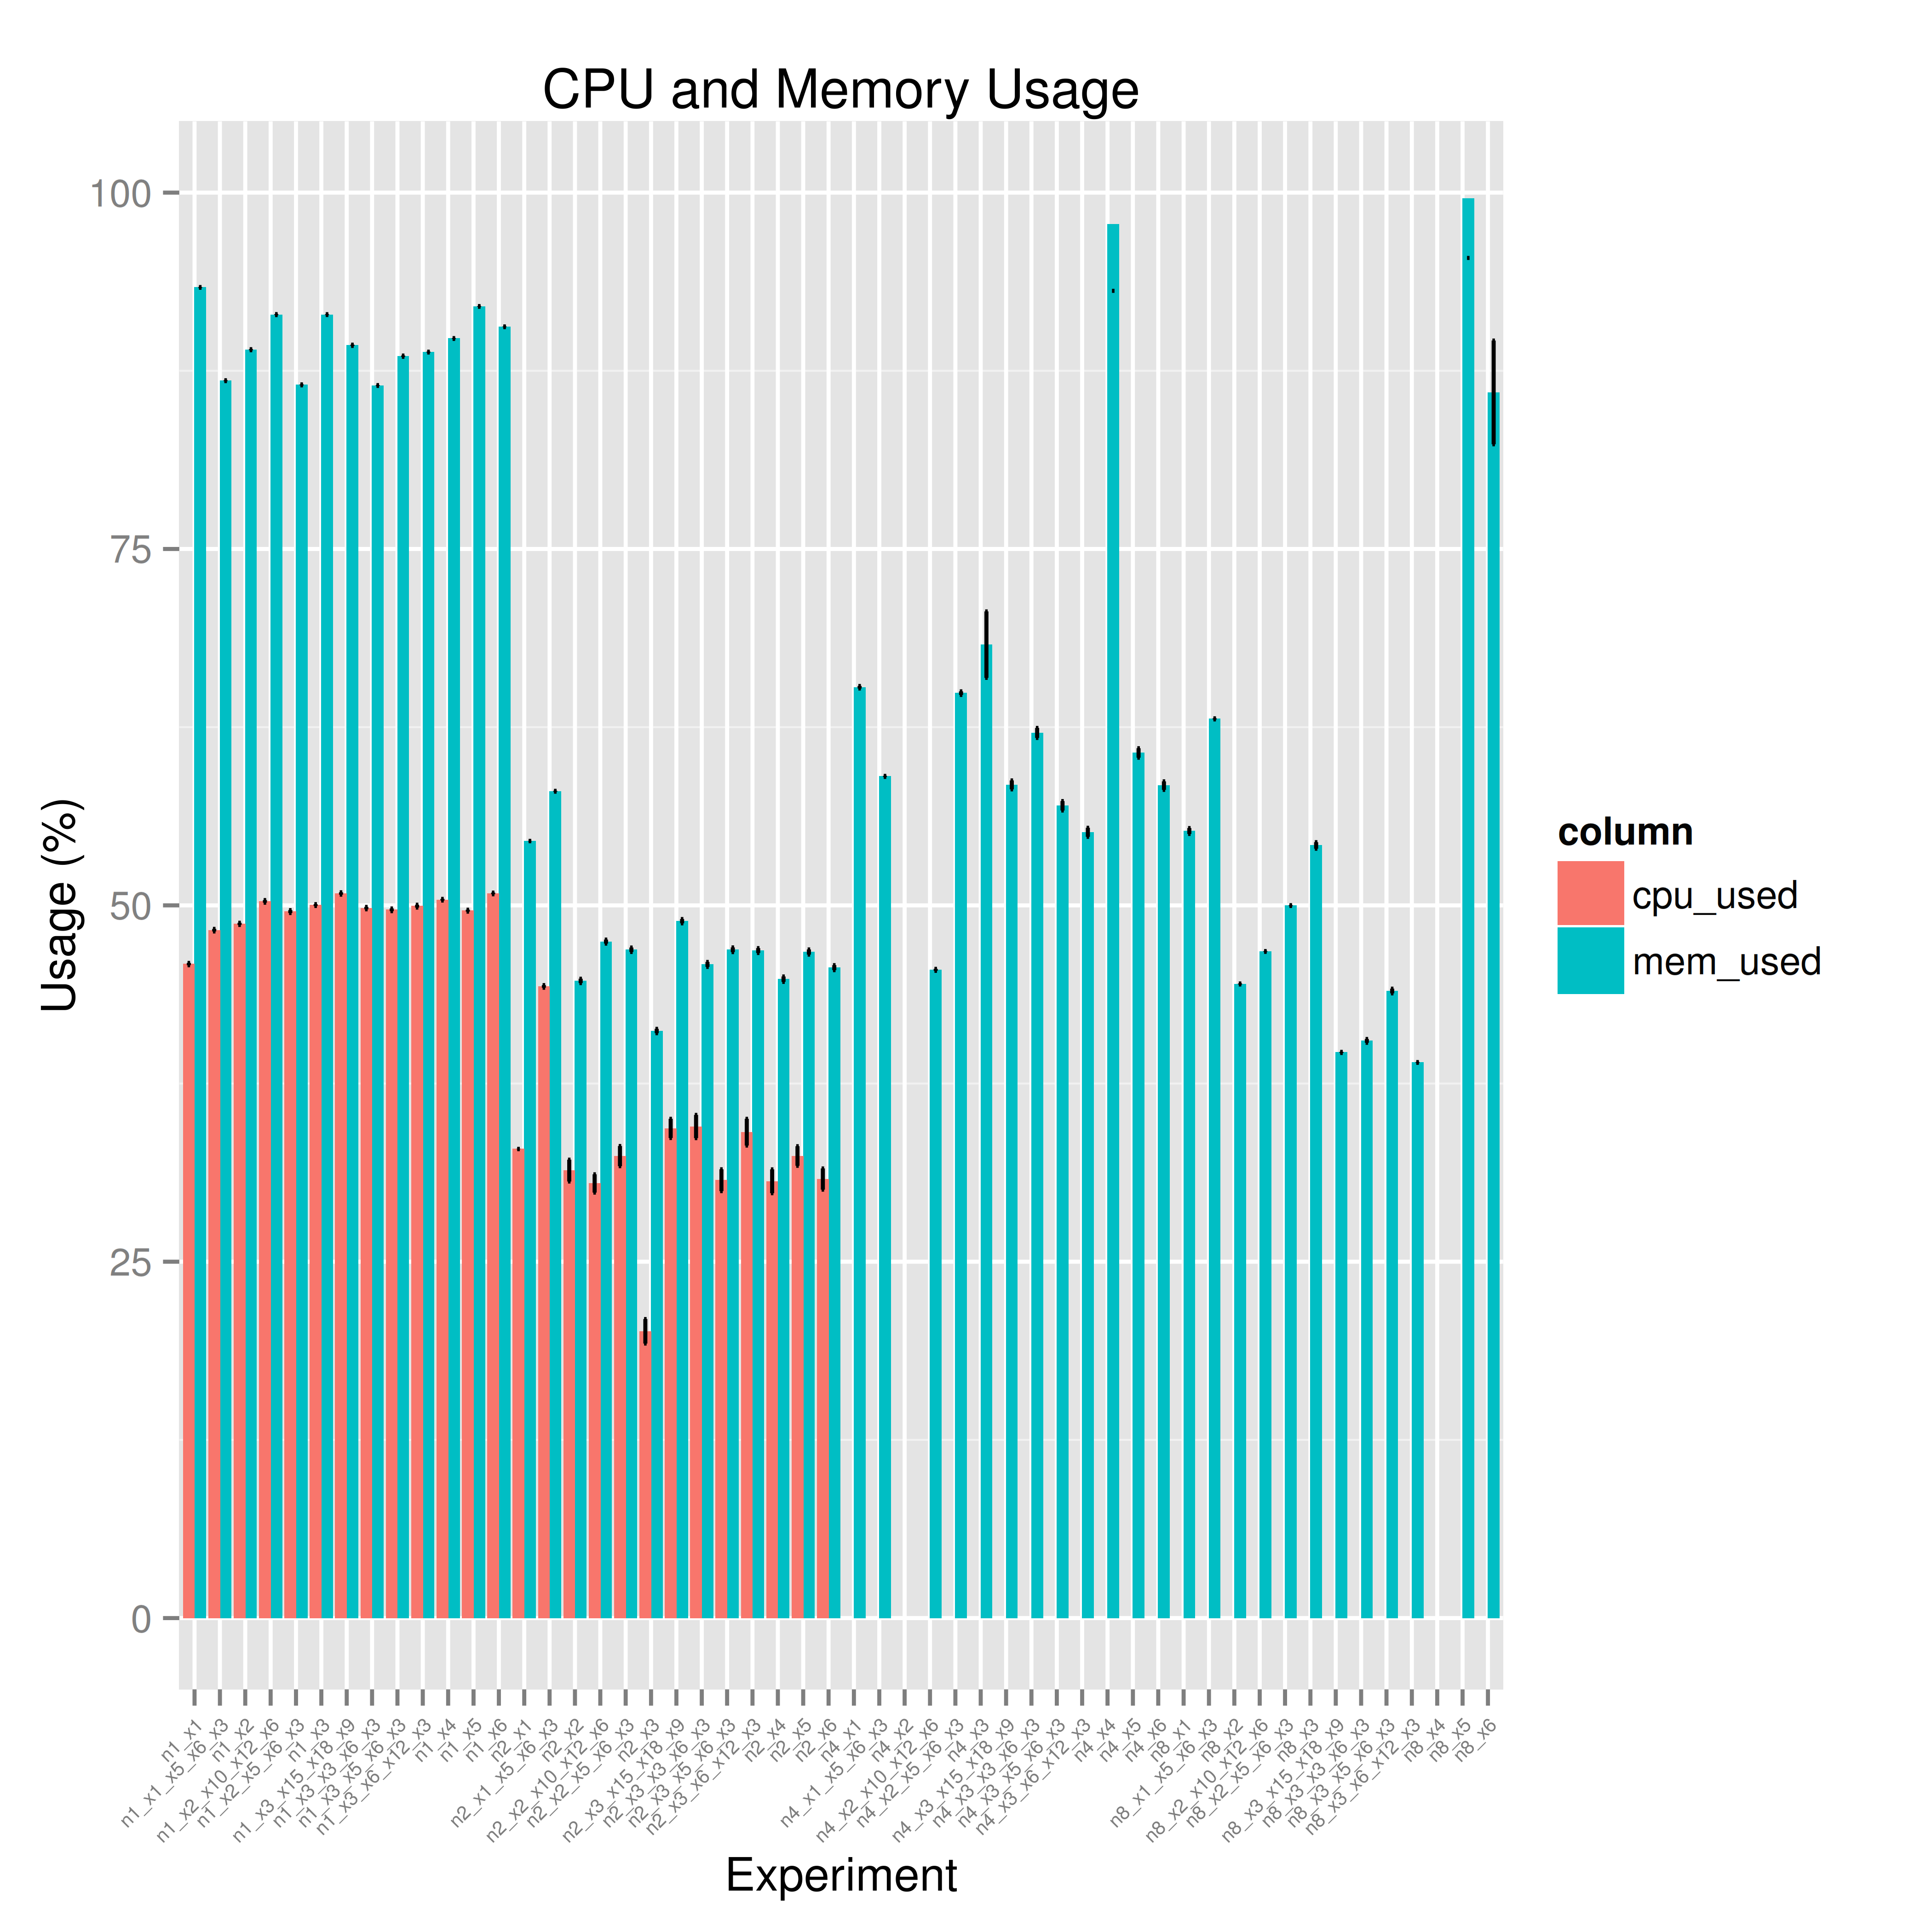 CPU and Memory Usage
100
75
50
25
0
Usage (%)
n1_x1
n1_x1_x5_x6_x3
n1_x2
n1_x2_x10_x12_x6
n1_x2_x5_x6_x3
n1_x3
n1_x3_x15_x18_x9
n1_x3_x3_x6_x3
n1_x3_x5_x6_x3
n1_x3_x6_x12_x3
n1_x4
n1_x5
n1_x6
n2_x1
n2_x1_x5_x6_x3
n2_x2
n2_x2_x10_x12_x6
n2_x2_x5_x6_x3
n2_x3
n2_x3_x15_x18_x9
n2_x3_x3_x6_x3
n2_x3_x5_x6_x3
n2_x3_x6_x12_x3
n2_x4
n2_x5
n2_x6
n4_x1
n4_x1_x5_x6_x3
n4_x2
n4_x2_x10_x12_x6
n4_x2_x5_x6_x3
n4_x3
n4_x3_x15_x18_x9
n4_x3_x3_x6_x3
n4_x3_x5_x6_x3
n4_x3_x6_x12_x3
n4_x4
n4_x5
n4_x6
n8_x1
n8_x1_x5_x6_x3
n8_x2
n8_x2_x10_x12_x6
n8_x2_x5_x6_x3
n8_x3
n8_x3_x15_x18_x9
n8_x3_x3_x6_x3
n8_x3_x5_x6_x3
n8_x3_x6_x12_x3
n8_x4
n8_x5
n8_x6
Experiment
column
cpu_used
mem_used